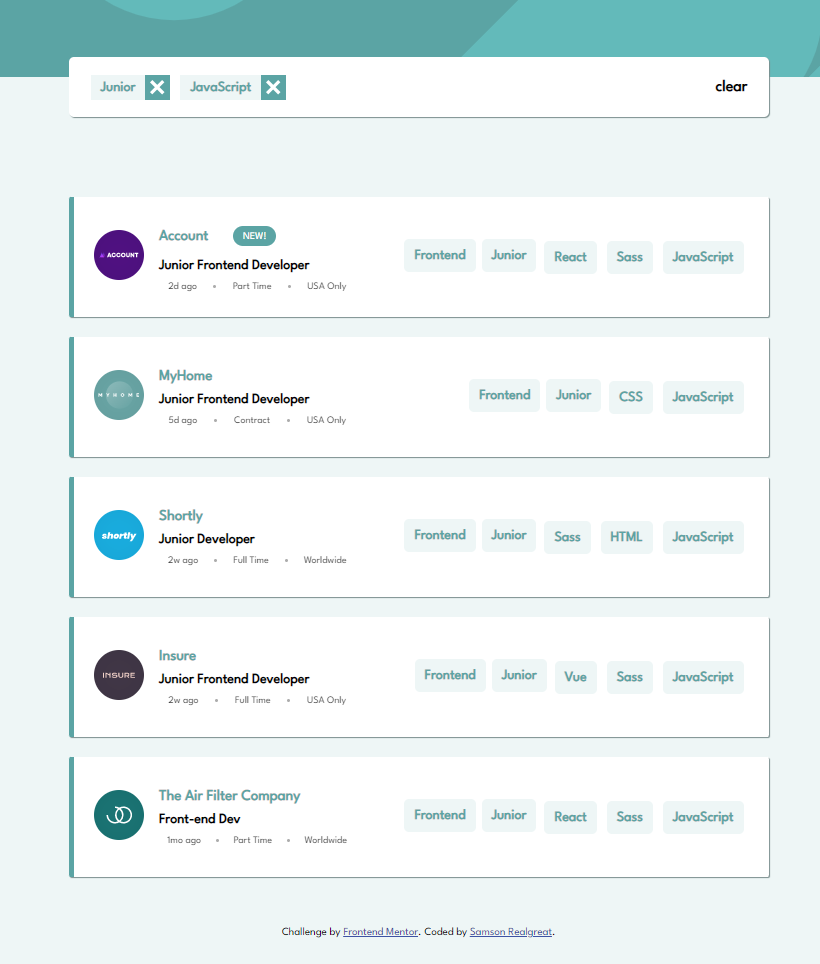 Junior JavaScript clear
ACCOUNT
Account NEW!
Junior Frontend Developer
2d ago • Part Time • USA Only
Frontend Junior React Sass JavaScript
MYHOME
MyHome
Junior Frontend Developer
5d ago • Contract • USA Only
Frontend Junior CSS JavaScript
shortly
Shortly
Junior Developer
2w ago • Full Time • Worldwide
Frontend Junior Sass HTML JavaScript
INSURE
Insure
Junior Frontend Developer
2w ago • Full Time • USA Only
Frontend Junior Vue Sass JavaScript
The Air Filter Company
Front-end Dev
1mo ago • Part Time • Worldwide
Frontend Junior React Sass JavaScript
Challenge by Frontend Mentor. Coded by Samson Realgreat.